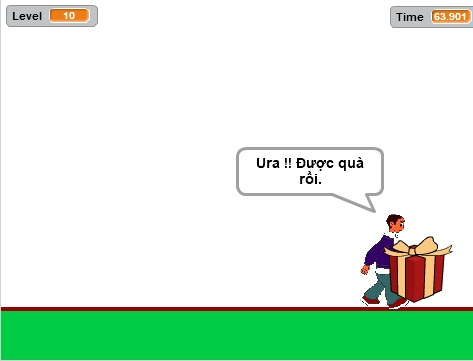 Level 10
Time 63.901
Ura !! Được quà
rồi.